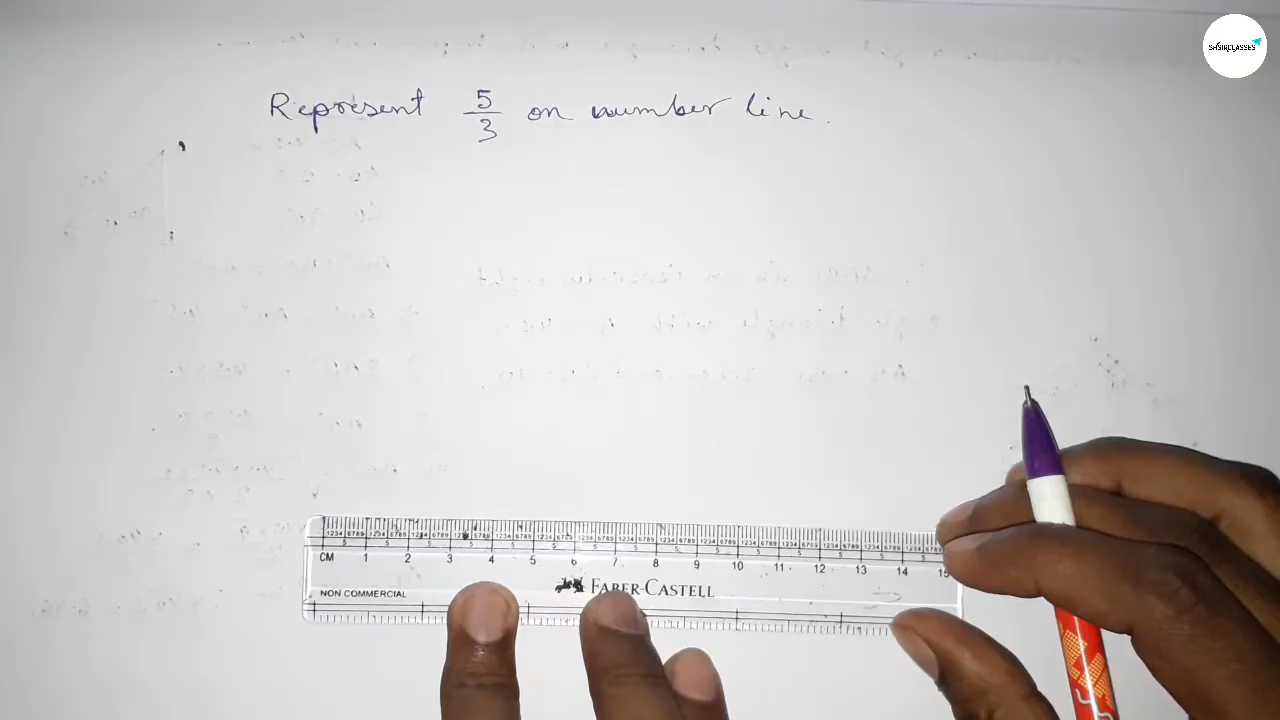 SHSIRCLASSES
Represent 5/3 on number line.
CM 1 2 3 4 5 6 7 8 9 10 11 12 13 14 15
NON COMMERCIAL
FABER-CASTELL